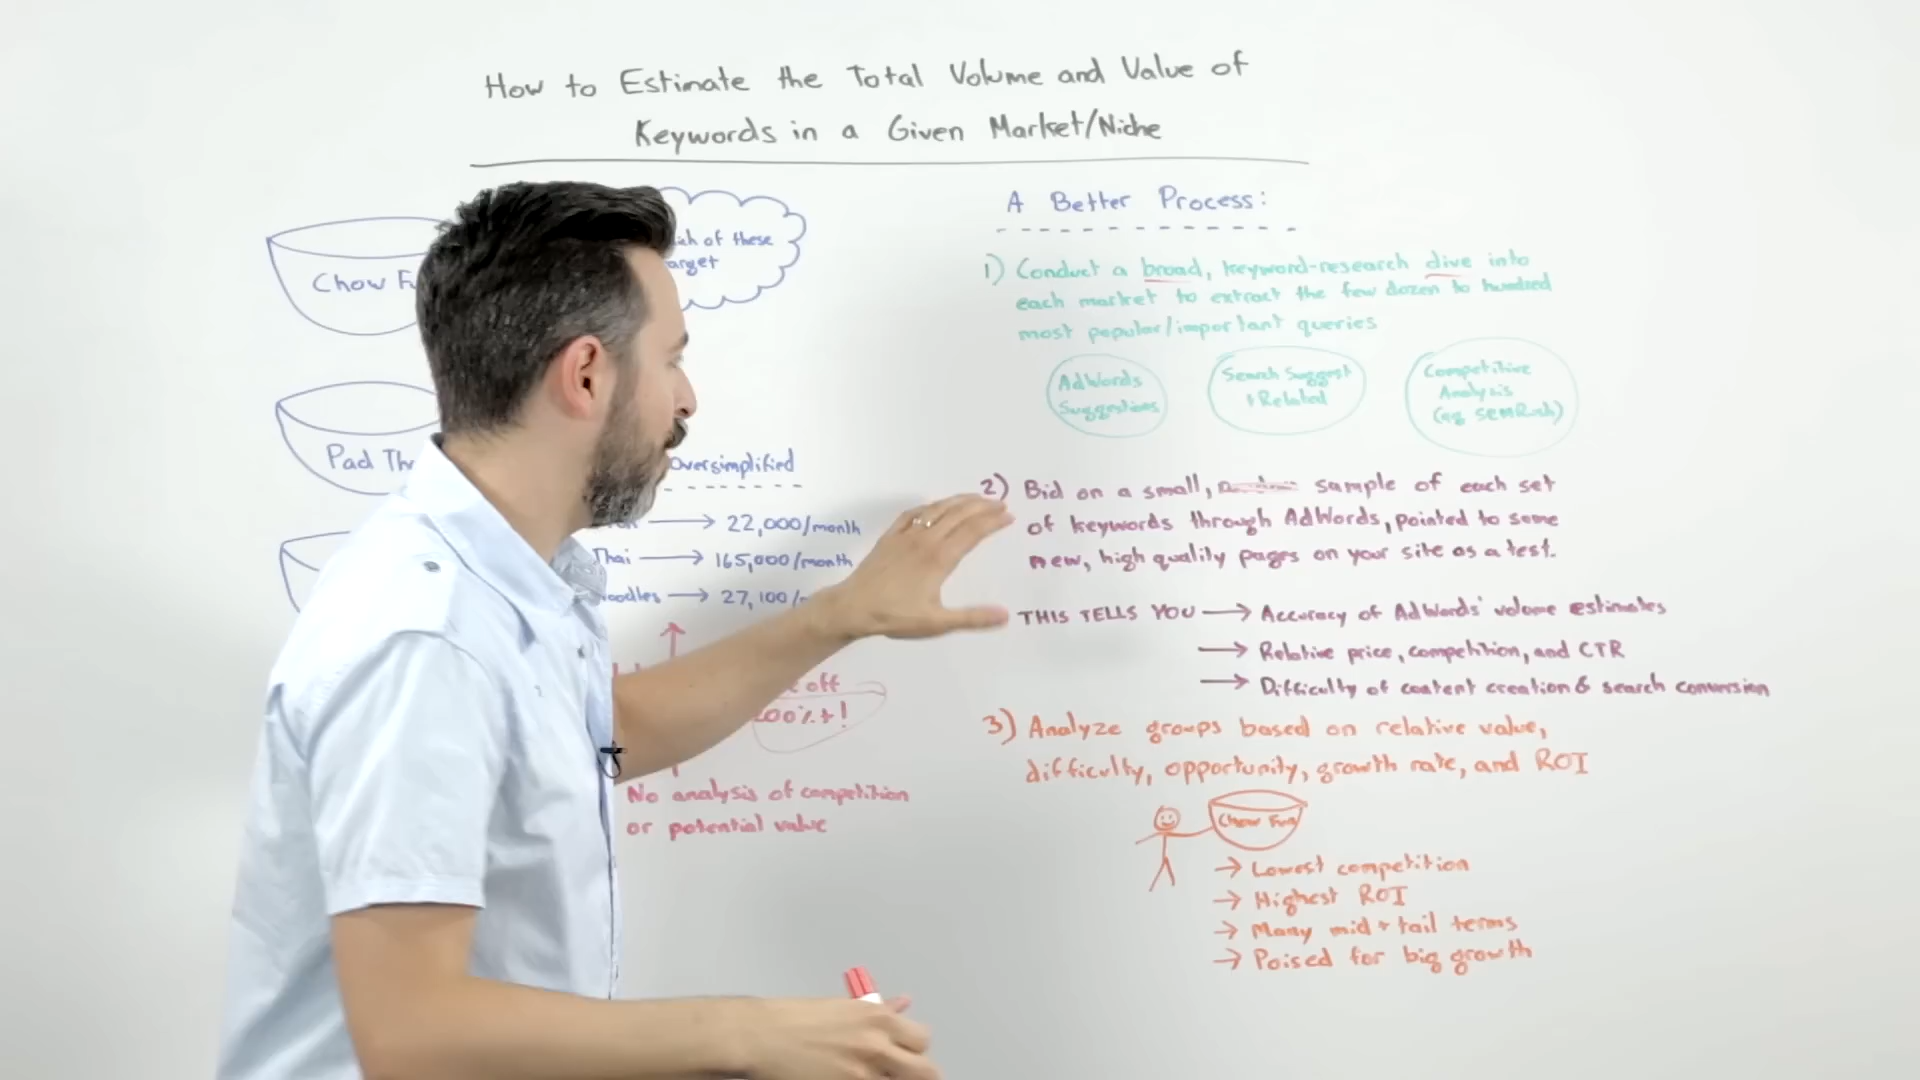 How to Estimate the Total Volume and Value of
Keywords in a Given Market/Niche
Chow Fu
of these
Pad Tha
Oversimplified
→ 22,000/month
Thai → 165,000/month
→ 27,100/
off
00%+!
No analysis of competition
or potential value
A Better Process:
1) Conduct a broad, keyword-research dive into
each market to extract the few dozen to hundred
most popular/important queries
AdWords
Suggestions
Search Suggest
+ Related
Competitive
Analysis
(eg SEMRush)
2) Bid on a small, sample of each set
of keywords through AdWords, pointed to some
new, high quality pages on your site as a test.
THIS TELLS YOU → Accuracy of AdWords' volume estimates
→ Relative price, competition, and CTR
→ Difficulty of content creation & search conversion
3) Analyze groups based on relative value,
difficulty, opportunity, growth rate, and ROI
Chow Fun
→ Lowest competition
→ Highest ROI
→ Many mid + tail terms
→ Poised for big growth